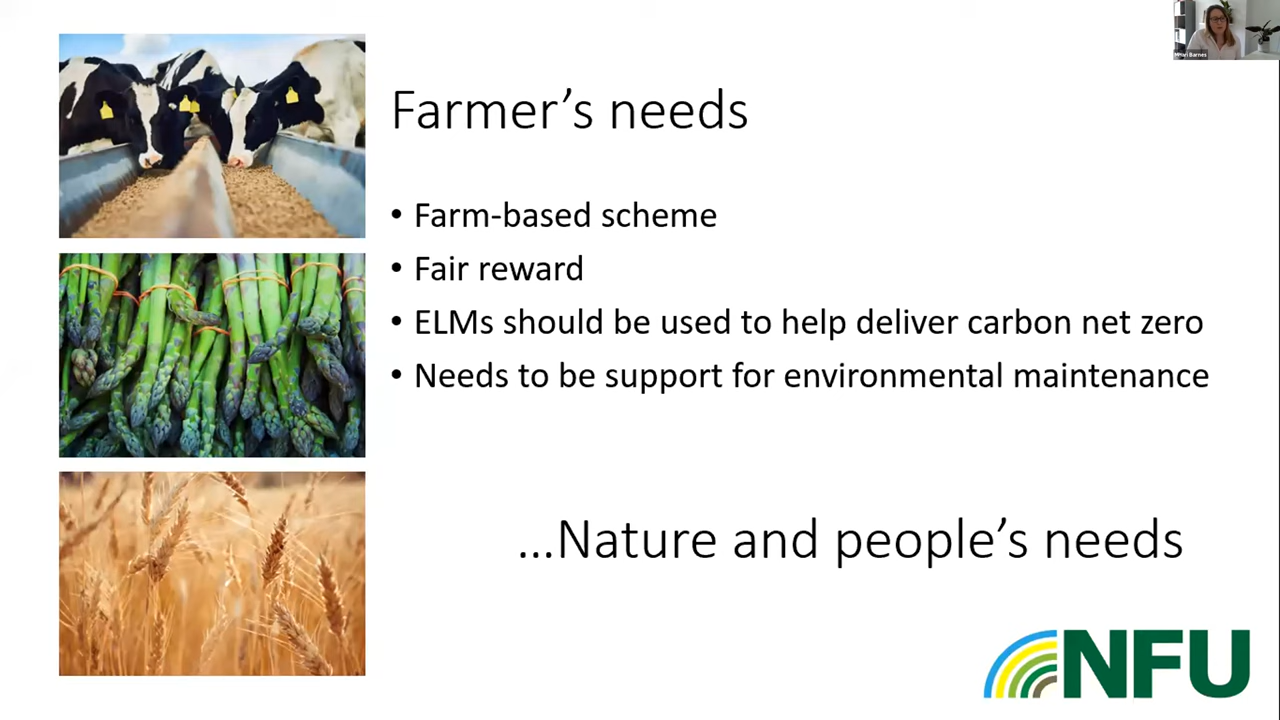 Farmer’s needs
• Farm-based scheme
• Fair reward
• ELMs should be used to help deliver carbon net zero
• Needs to be support for environmental maintenance
...Nature and people’s needs
NFU
Barnes